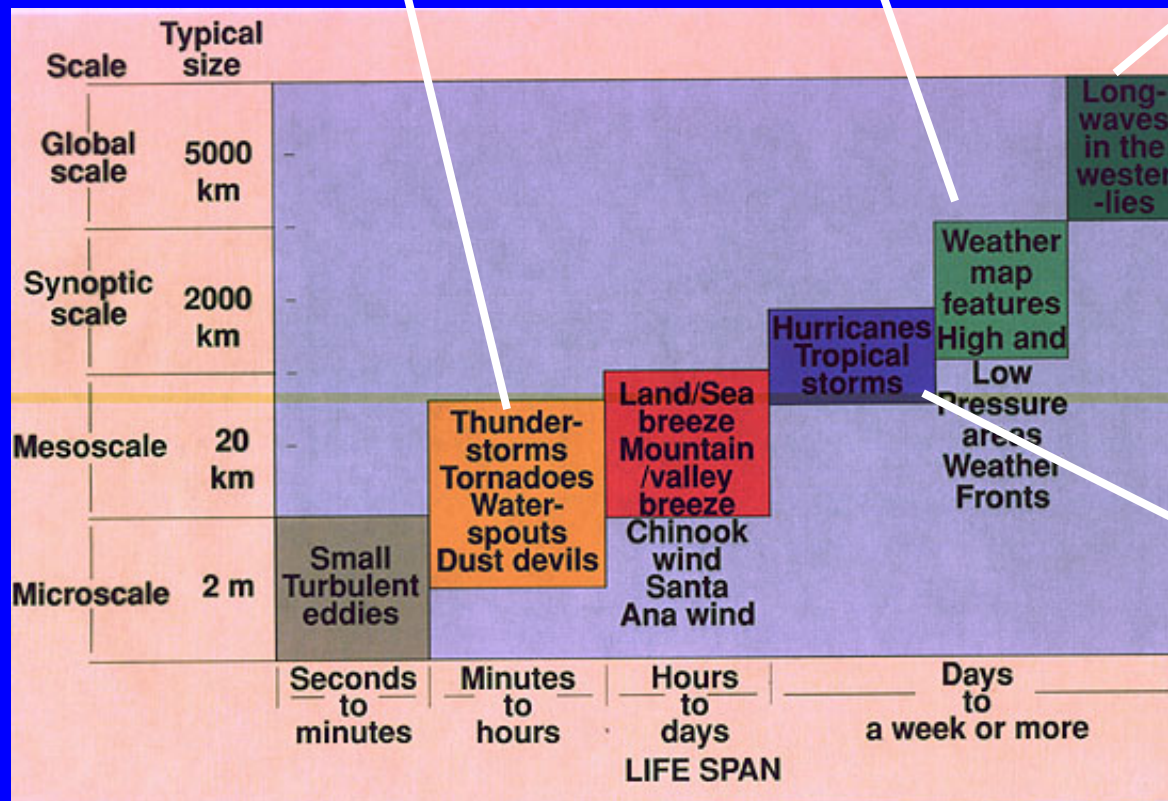 Scale
Typical
size
Global
scale
5000
km
Synoptic
scale
2000
km
Mesoscale
20
km
Microscale
2 m
Small
Turbulent
eddies
Thunder-
storms
Tornadoes
Water-
spouts
Dust devils
Land/Sea
breeze
Mountain
/valley
breeze
Chinook
wind
Santa
Ana wind
Hurricanes
Tropical
storms
Weather
map
features
High and
Low
Pressure
areas
Weather
Fronts
Long-
waves
in the
wester
-lies
Seconds
to
minutes
Minutes
to
hours
Hours
to
days
Days
to
a week or more
LIFE SPAN